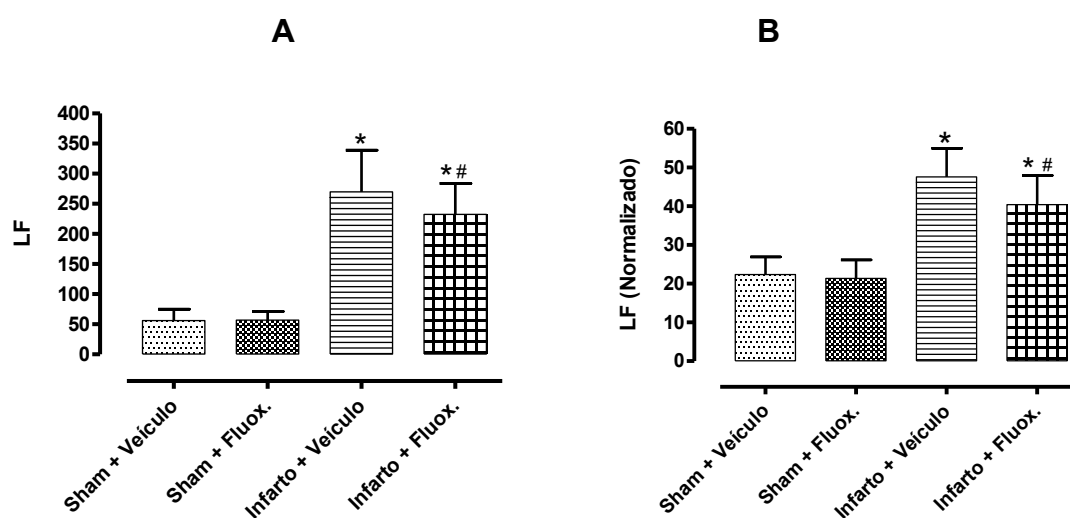 A
LF
400
350
300
250
200
150
100
50
0
*
* #
Sham + Veículo
Sham + Fluox.
Infarto + Veículo
Infarto + Fluox.
B
LF (Normalizado)
60
50
40
30
20
10
0
*
* #
Sham + Veículo
Sham + Fluox.
Infarto + Veículo
Infarto + Fluox.